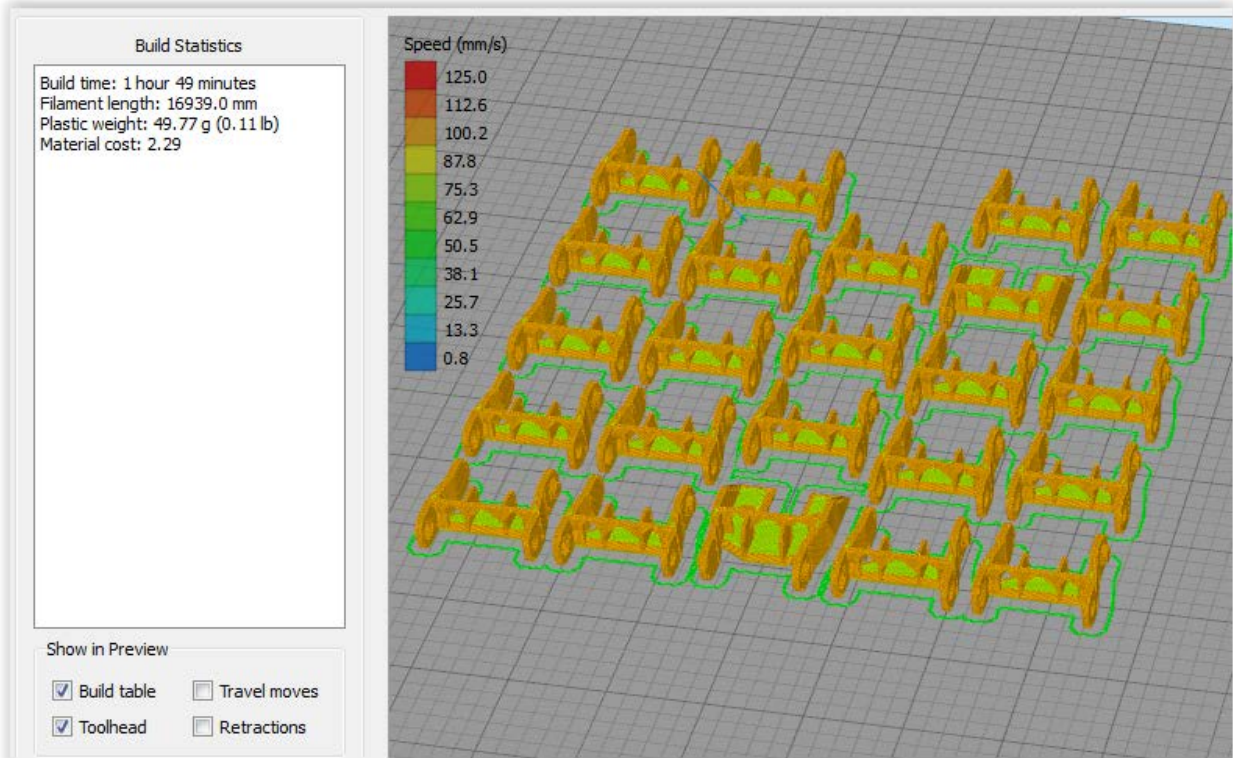 Build Statistics
Build time: 1 hour 49 minutes
Filament length: 16939.0 mm
Plastic weight: 49.77 g (0.11 lb)
Material cost: 2.29
Show in Preview
Build table
Travel moves
Toolhead
Retractions
Speed (mm/s)
125.0
112.6
100.2
87.8
75.3
62.9
50.5
38.1
25.7
13.3
0.8